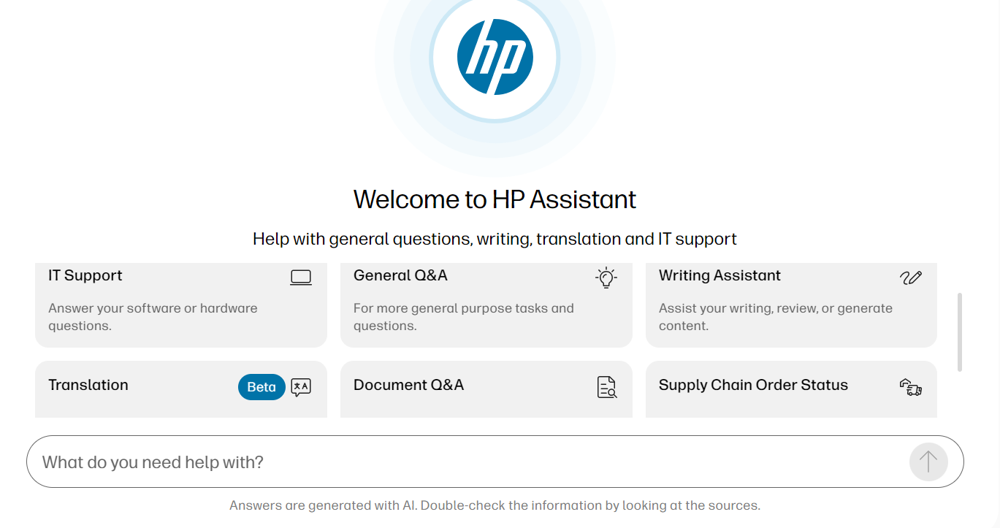 hp
Welcome to HP Assistant
Help with general questions, writing, translation and IT support
IT Support
Answer your software or hardware
questions.
General Q&A
For more general purpose tasks and
questions.
Writing Assistant
Assist your writing, review, or generate
content.
Translation
Beta
Document Q&A
Supply Chain Order Status
What do you need help with?
Answers are generated with AI. Double-check the information by looking at the sources.